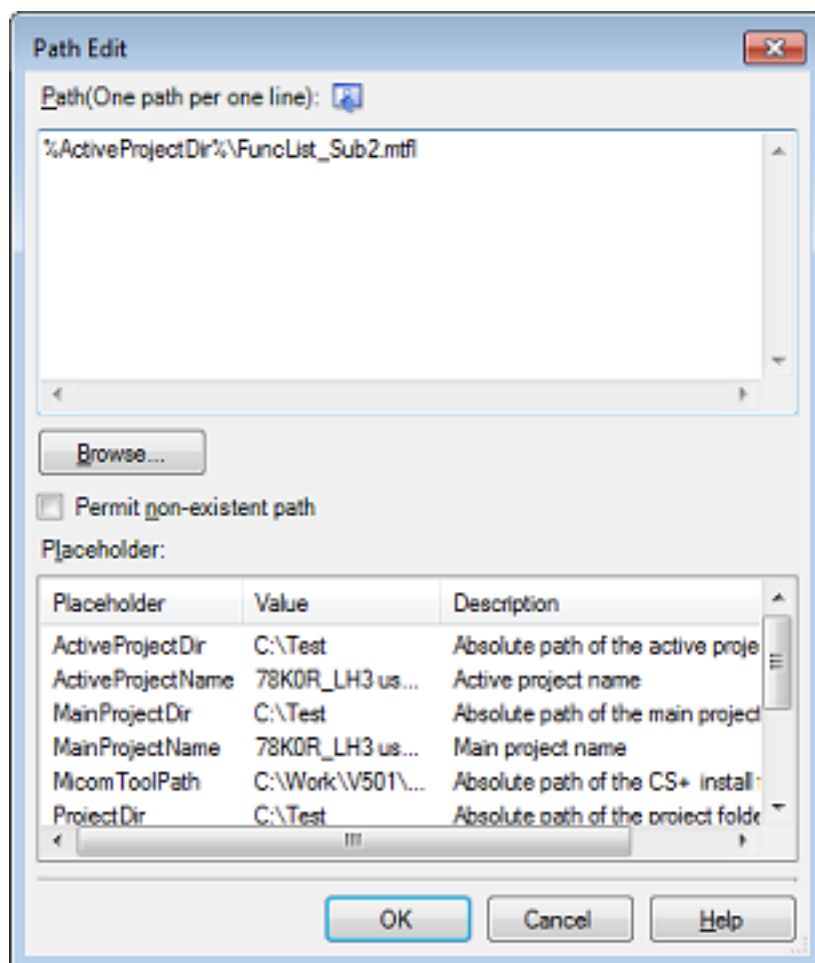 Path Edit
Path(One path per one line):
%ActiveProjectDir%\FuncList_Sub2.mtfl
Browse...
Permit non-existent path
Placeholder:
Placeholder Value Description
ActiveProjectDir C:\Test Absolute path of the active proje
ActiveProjectName 78K0R_LH3 us... Active project name
MainProjectDir C:\Test Absolute path of the main project
MainProjectName 78K0R_LH3 us... Main project name
MicomToolPath C:\Work\V501\... Absolute path of the CS+ install
ProjectDir C:\Test Absolute path of the project folde
OK Cancel Help